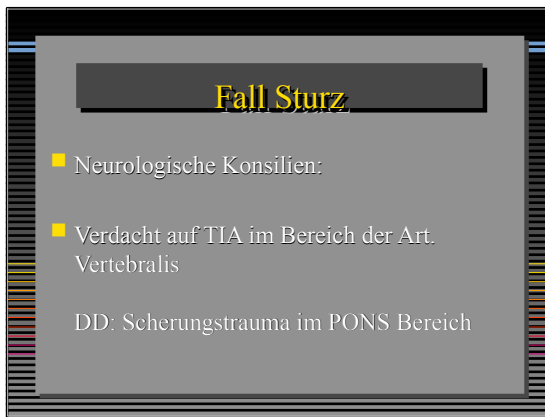 Fall Sturz
Neurologische Konsilien:
Verdacht auf TIA im Bereich der Art.
Vertebralis
DD: Scherungstrauma im PONS Bereich